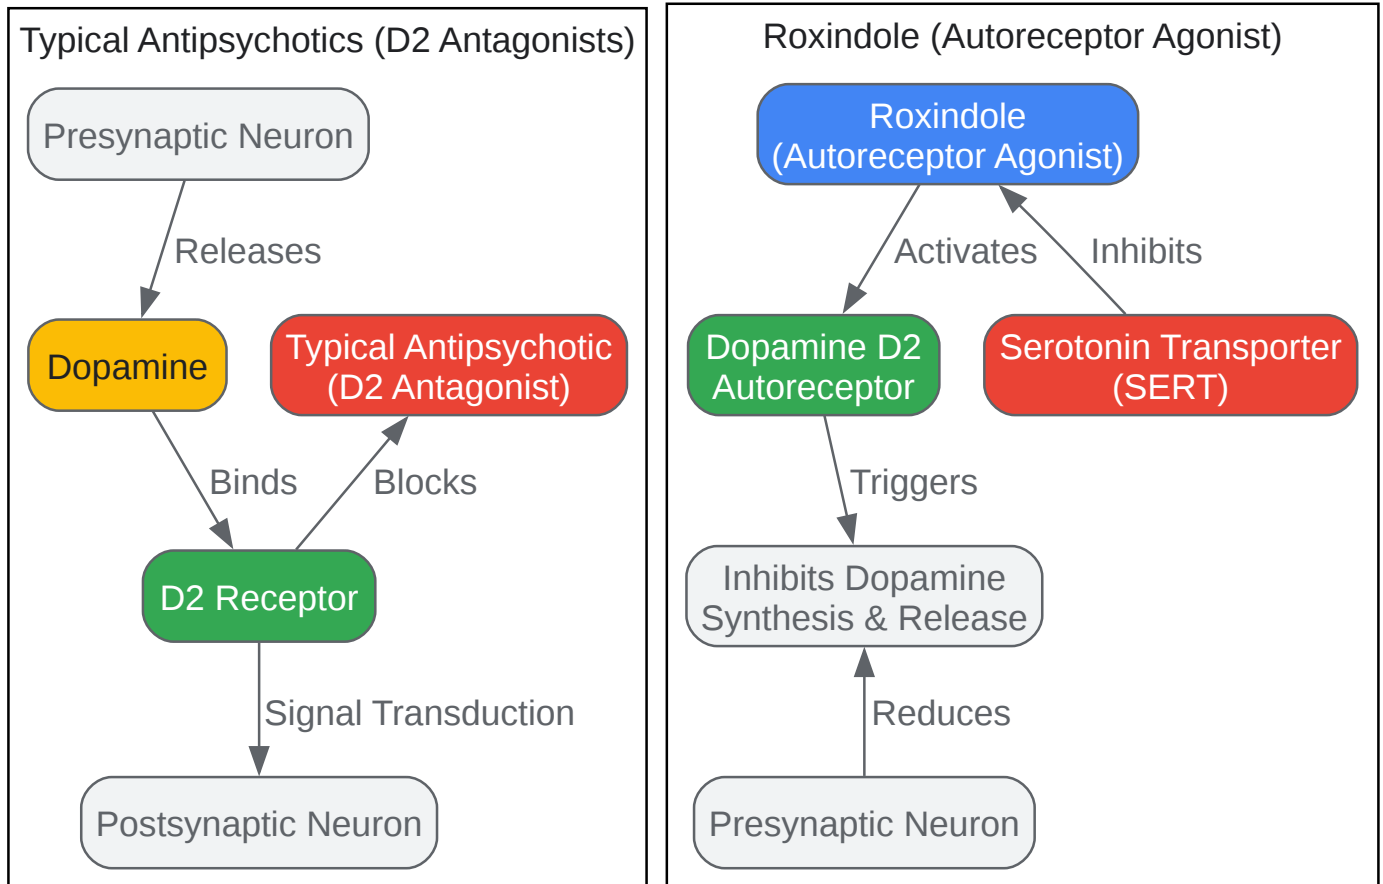 Typical Antipsychotics (D2 Antagonists)
Presynaptic Neuron
Releases
Dopamine
Typical Antipsychotic
(D2 Antagonist)
Binds
Blocks
D2 Receptor
Signal Transduction
Postsynaptic Neuron
Roxindole (Autoreceptor Agonist)
Roxindole
(Autoreceptor Agonist)
Activates
Inhibits
Dopamine D2
Autoreceptor
Serotonin Transporter
(SERT)
Triggers
Inhibits Dopamine
Synthesis & Release
Reduces
Presynaptic Neuron